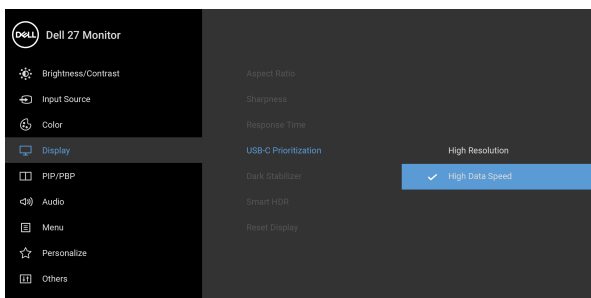 DELL
Dell 27 Monitor
Brightness/Contrast
Input Source
Color
Display
PIP/PBP
Audio
Menu
Personalize
Others
Aspect Ratio
Sharpness
Response Time
USB-C Prioritization
Dark Stabilizer
Smart HDR
Reset Display
High Resolution
High Data Speed